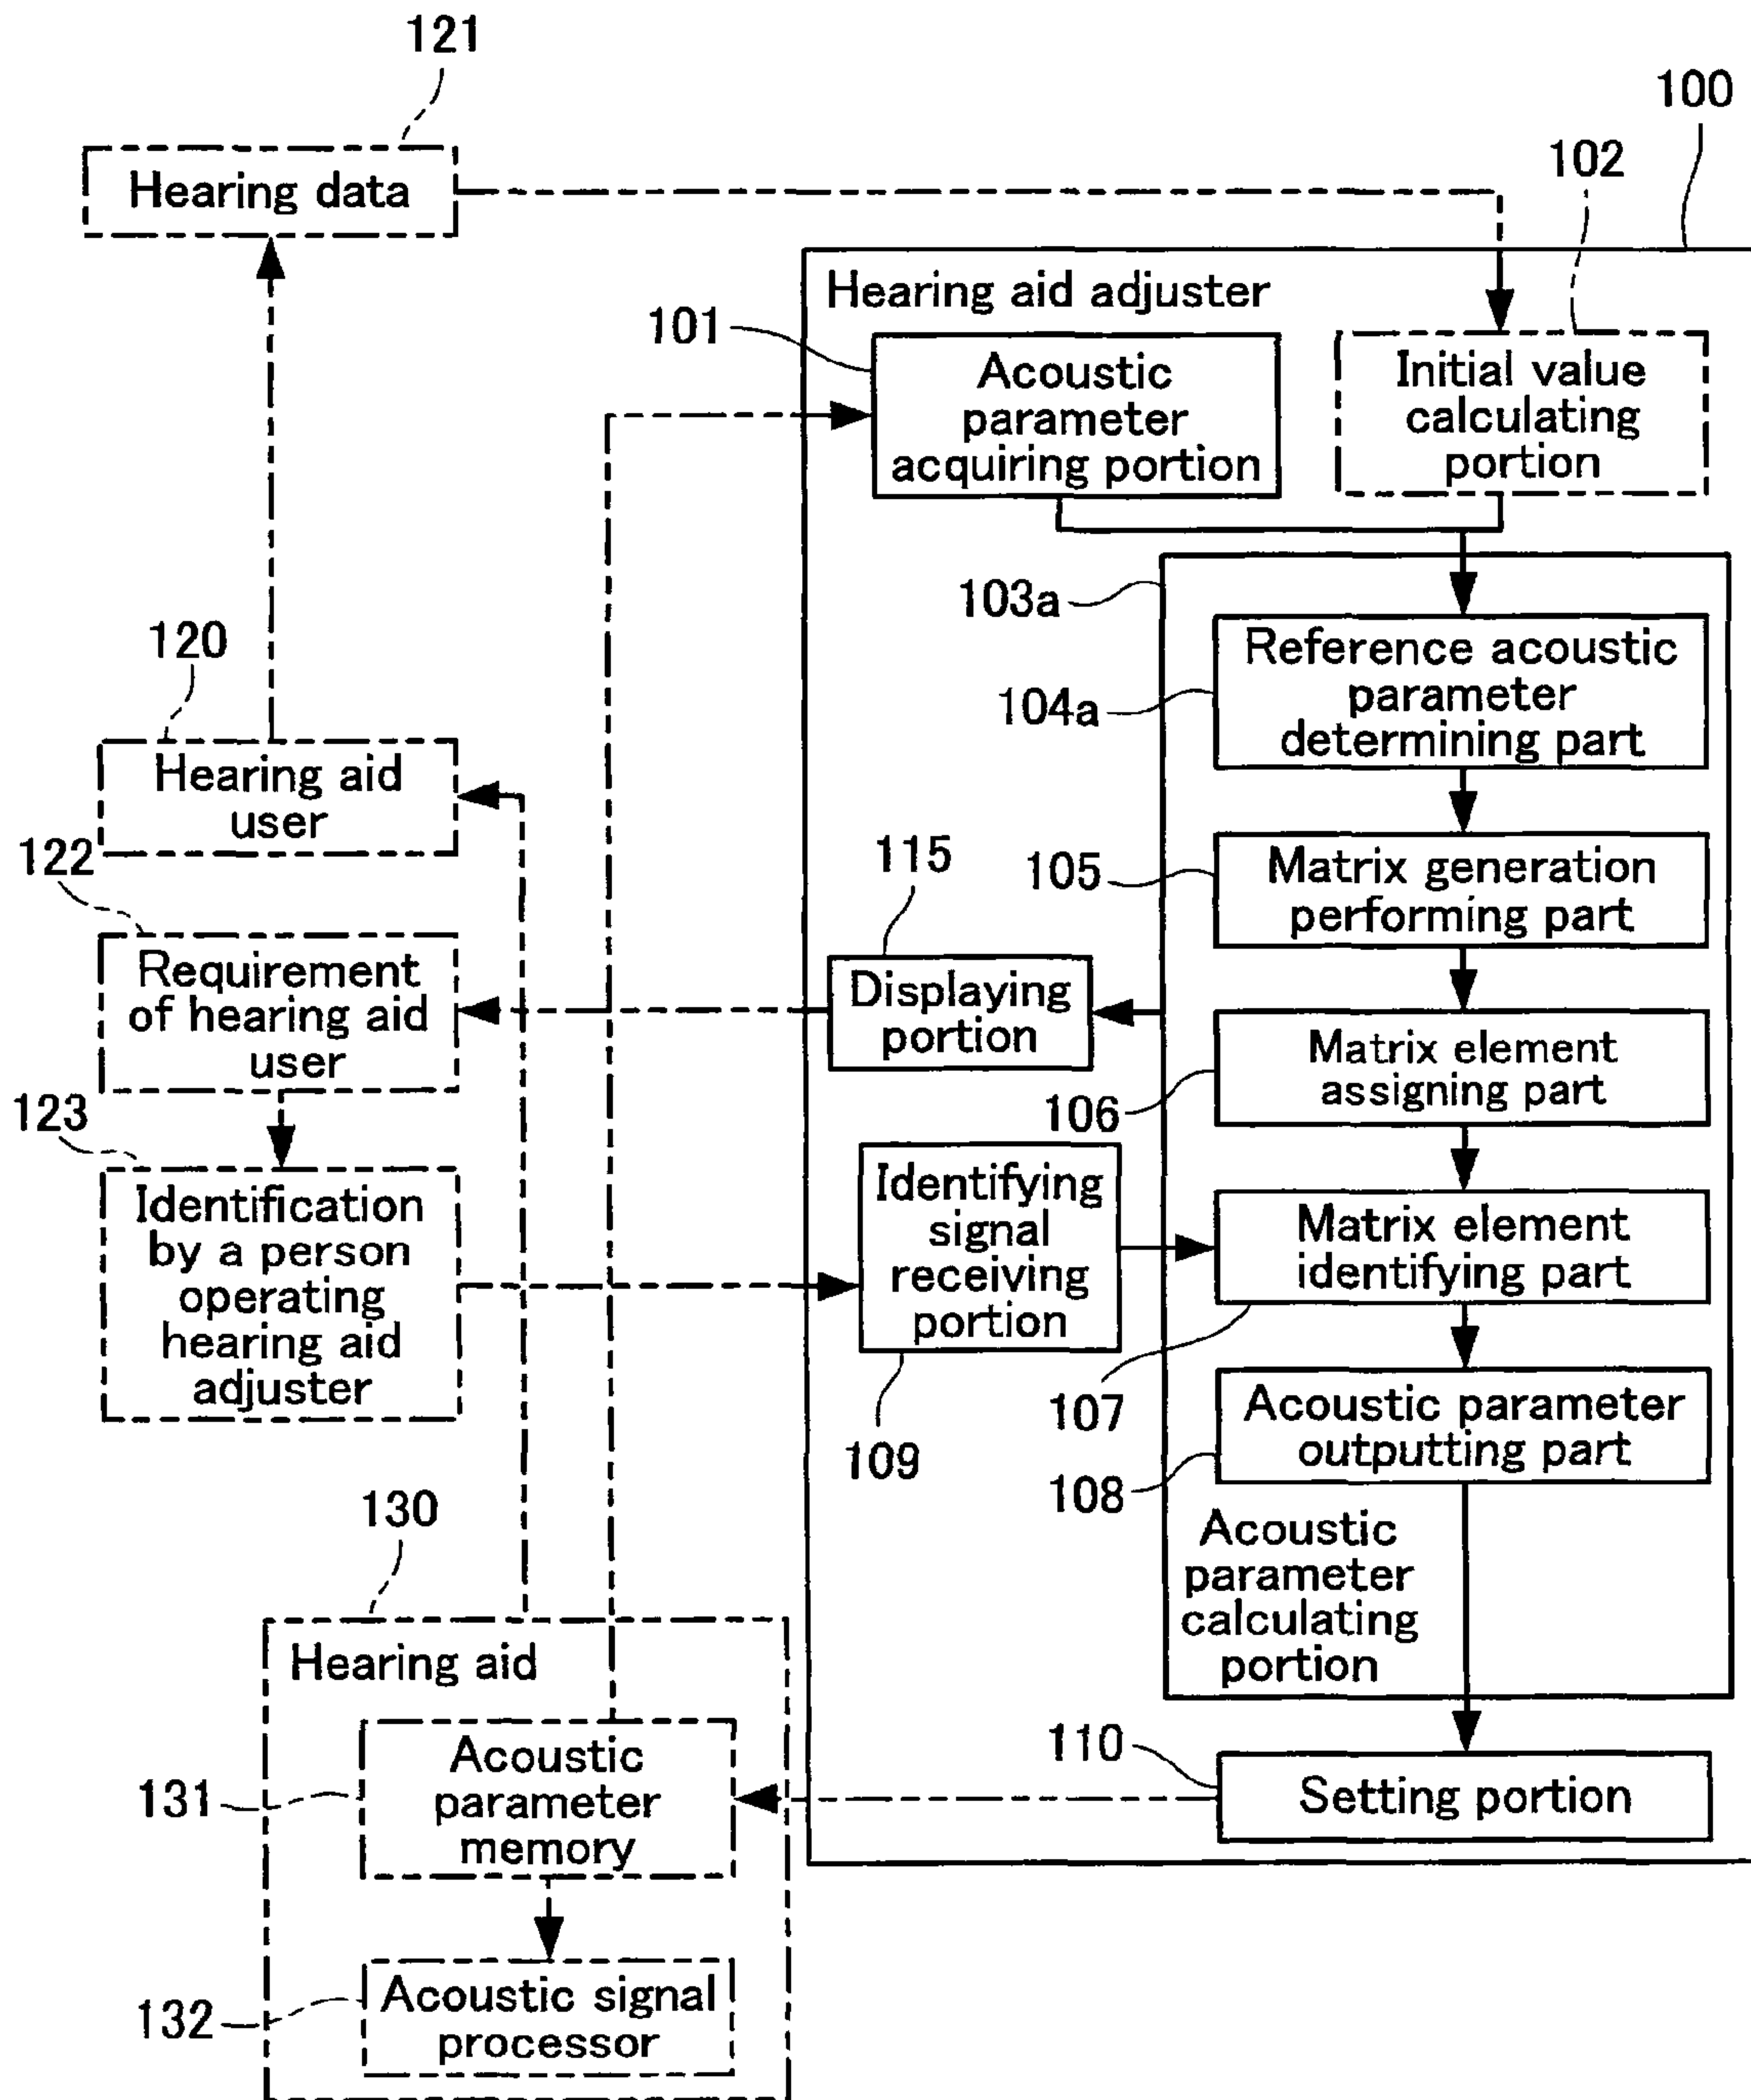 121
100
102
Hearing data
Hearing aid adjuster
101
Acoustic
parameter
acquiring portion
Initial value
calculating
portion
103a
120
Reference acoustic
parameter
determining part
104a
Hearing aid
user
122
115
105
Matrix generation
performing part
Requirement
of hearing aid
user
Displaying
portion
Matrix element
assigning part
106
123
Identification
by a person
operating
hearing aid
adjuster
Identifying
signal
receiving
portion
Matrix element
identifying part
107
109
Acoustic parameter
outputting part
108
130
Acoustic
parameter
calculating
portion
Hearing aid
110
Acoustic
parameter
memory
131
Setting portion
Acoustic signal
processor
132